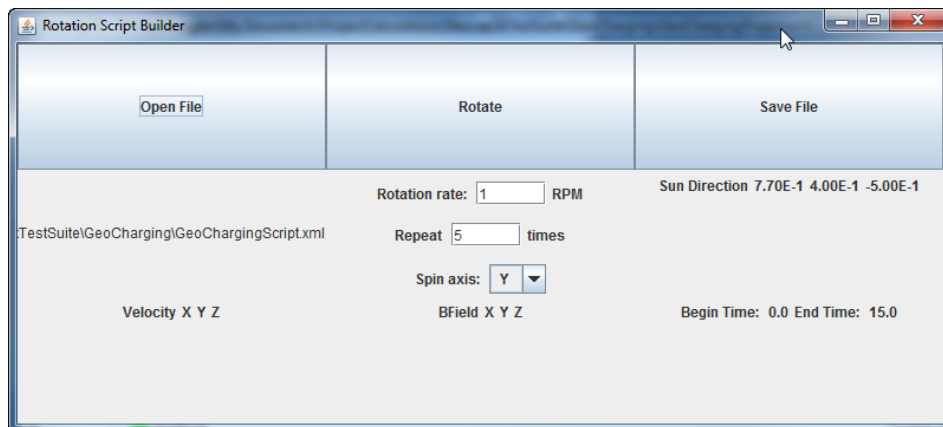 Rotation Script Builder
Open File
Rotate
Save File
Rotation rate: 1 RPM
Sun Direction 7.70E-1 4.00E-1 -5.00E-1
TestSuite\GeoCharging\GeoChargingScript.xml
Repeat 5 times
Spin axis: Y
Velocity X Y Z
BField X Y Z
Begin Time: 0.0 End Time: 15.0